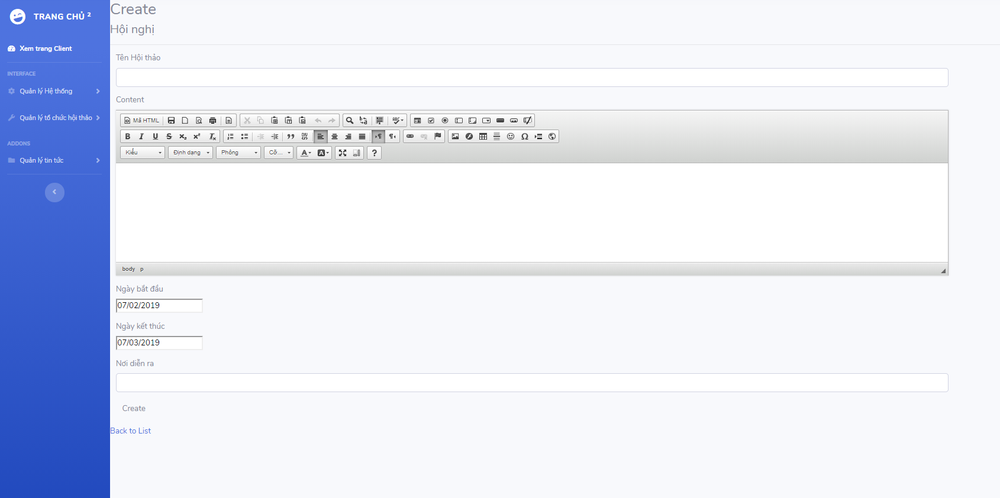 TRANG CHỦ 2
Xem trang Client
INTERFACE
Quản lý Hệ thống
Quản lý tổ chức hội thảo
ADDONS
Quản lý tin tức
Create
Hội nghị
Tên Hội thảo
Content
Mã HTML
Kiểu Định dạng Phông Cỡ...
body p
Ngày bắt đầu
07/02/2019
Ngày kết thúc
07/03/2019
Nơi diễn ra
Create
Back to List